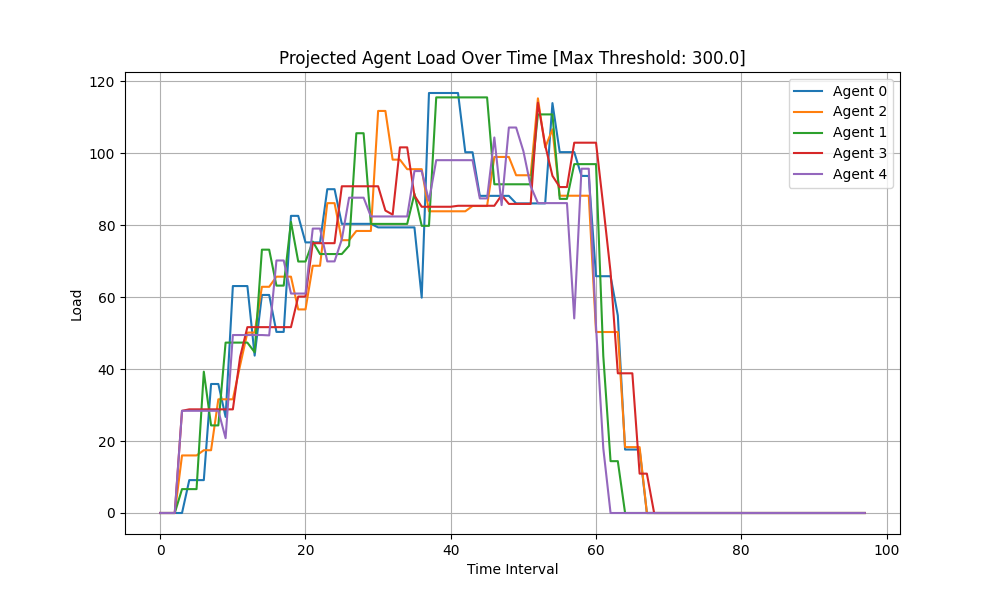 Projected Agent Load Over Time [Max Threshold: 300.0]
Load
120
100
80
60
40
20
0
0 20 40 60 80 100
Time Interval
Agent 0
Agent 2
Agent 1
Agent 3
Agent 4